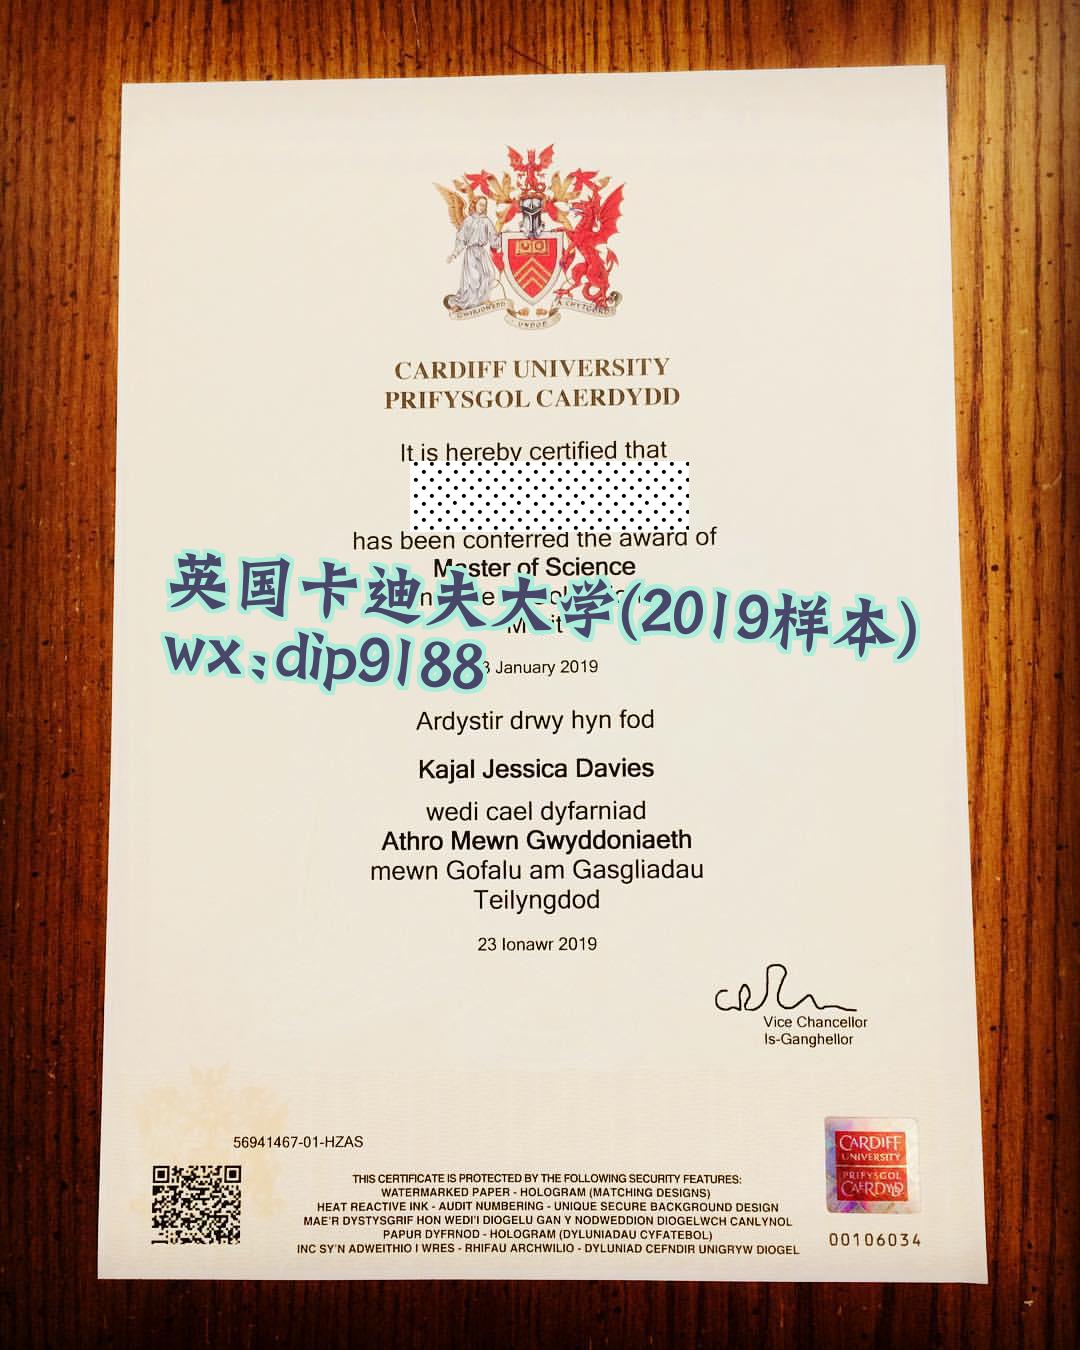 GWIRIONEDD UNDOD A CHYTGORD
CARDIFF UNIVERSITY
PRIFYSGOL CAERDYDD
It is hereby certified that
has been conferred the award of
Master of Science
英国卡迪夫大学(2019样本)
wx:dip9188
January 2019
Ardystir drwy hyn fod
Kajal Jessica Davies
wedi cael dyfarniad
Athro Mewn Gwyddoniaeth
mewn Gofalu am Gasgliadau
Teilyngdod
23 Ionawr 2019
Vice Chancellor
Is-Ganghellor
56941467-01-HZAS
THIS CERTIFICATE IS PROTECTED BY THE FOLLOWING SECURITY FEATURES:
WATERMARKED PAPER - HOLOGRAM (MATCHING DESIGNS)
HEAT REACTIVE INK - AUDIT NUMBERING - UNIQUE SECURE BACKGROUND DESIGN
MAE'R DYSTYSGRIF HON WEDI'I DIOGELU GAN Y NODWEDDION DIOGELWCH CANLYNOL
PAPUR DYFRNOD - HOLOGRAM (DYLUNIADAU CYFATEBOL)
INC SY'N ADWEITHIO I WRES - RHIFAU ARCHWILIO - DYLUNIAD CEFNDIR UNIGRYW DIOGEL
CARDIFF
UNIVERSITY
PRIFYSGOL
CAERDYDD
00106034